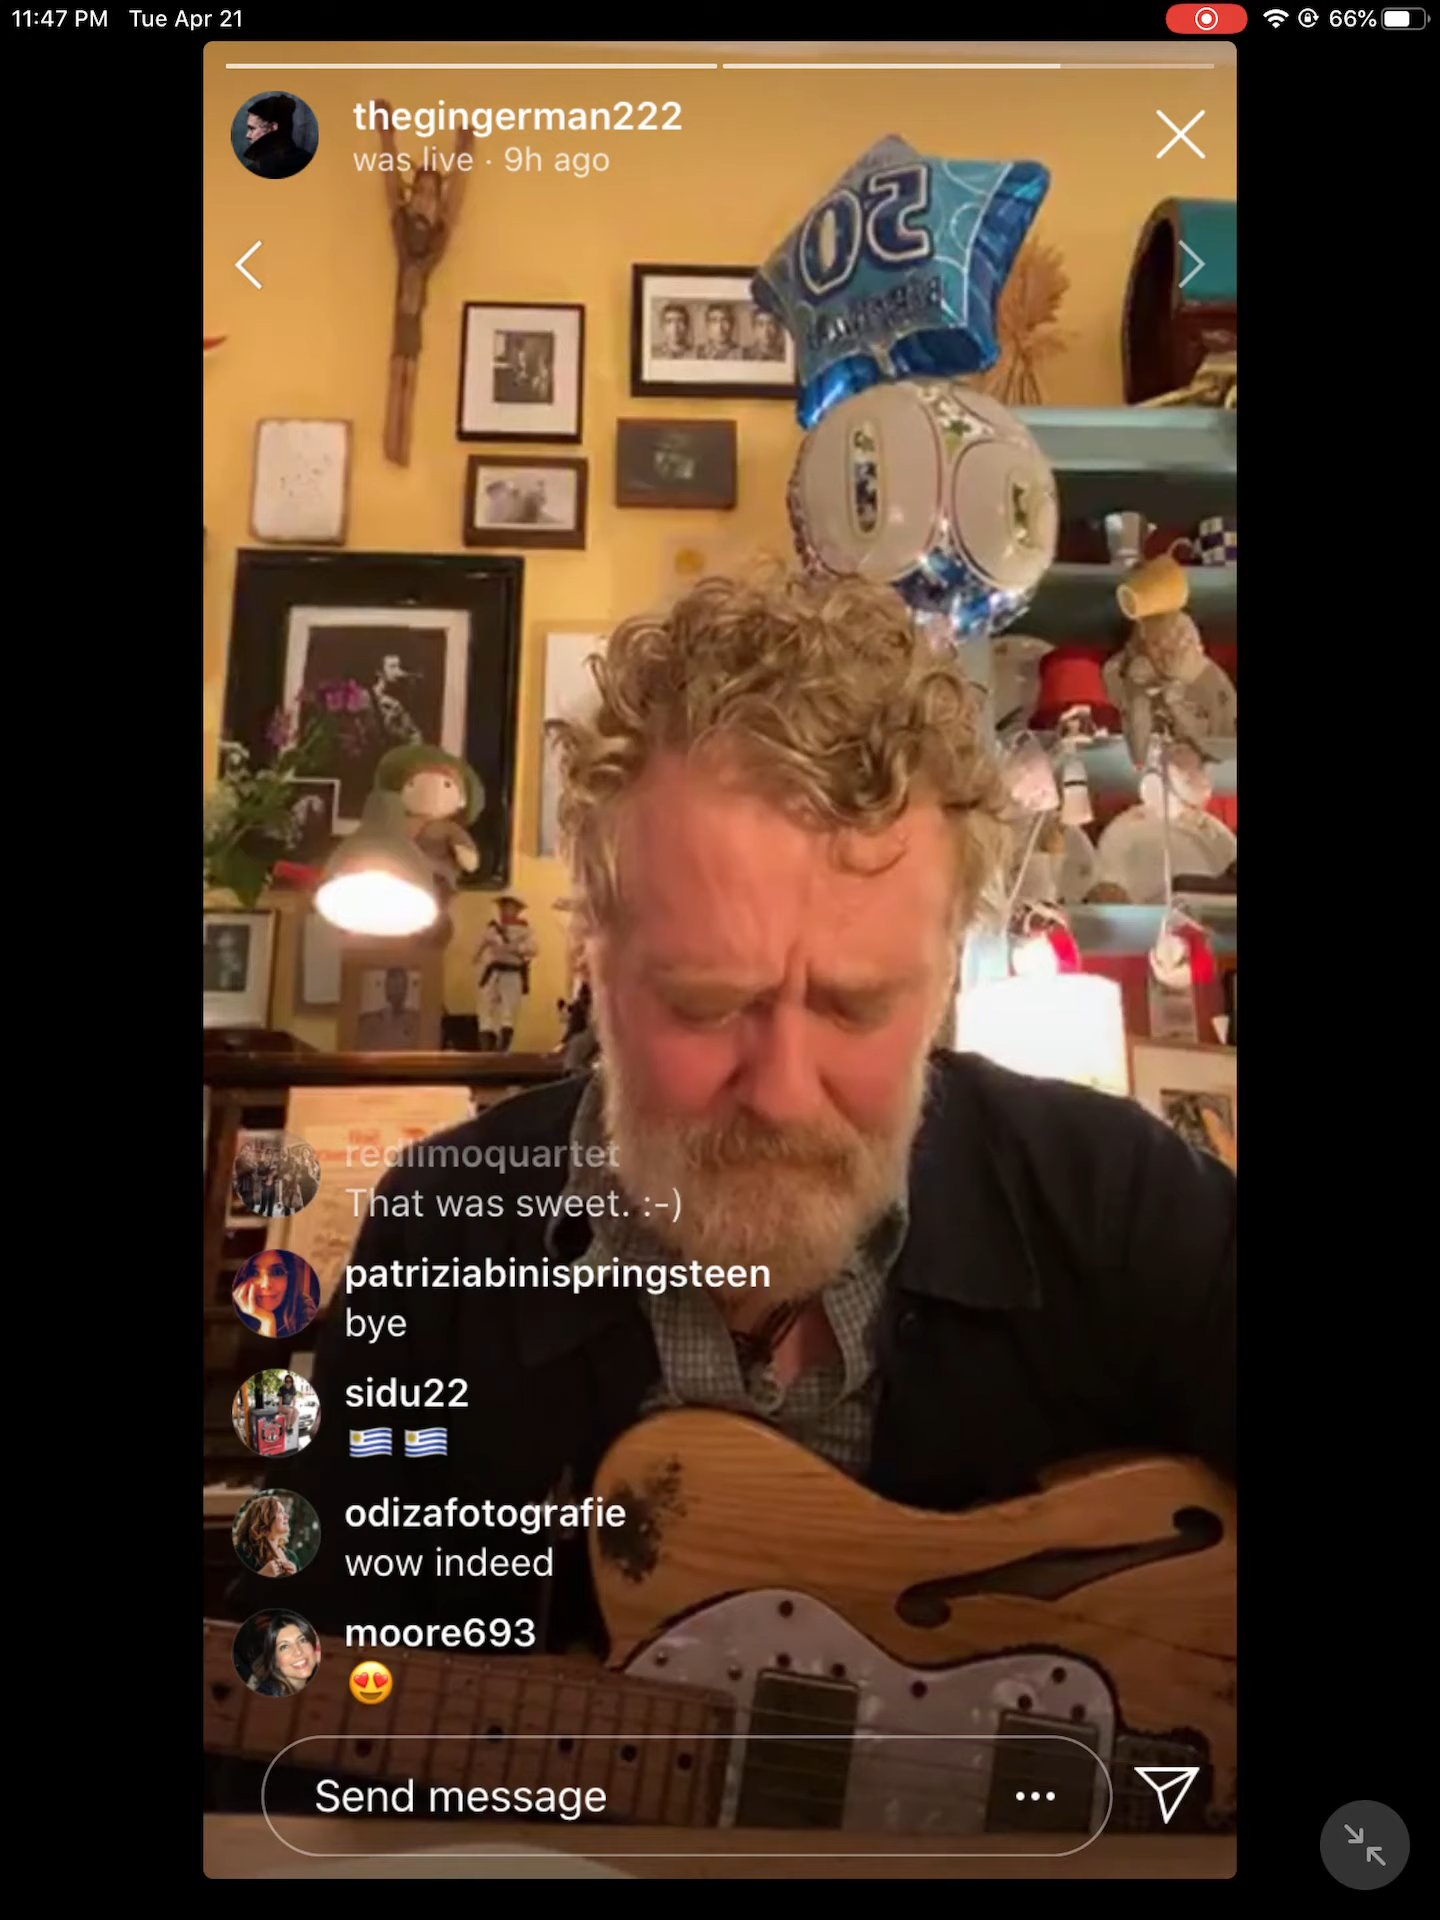 11:47 PM Tue Apr 21
66%
thegingerman222
was live · 9h ago
50
redlimoquartet
That was sweet. :-)
patriziabinispringsteen
bye
sidu22
🇺🇾 🇺🇾
odizafotografie
wow indeed
moore693
😍
Send message